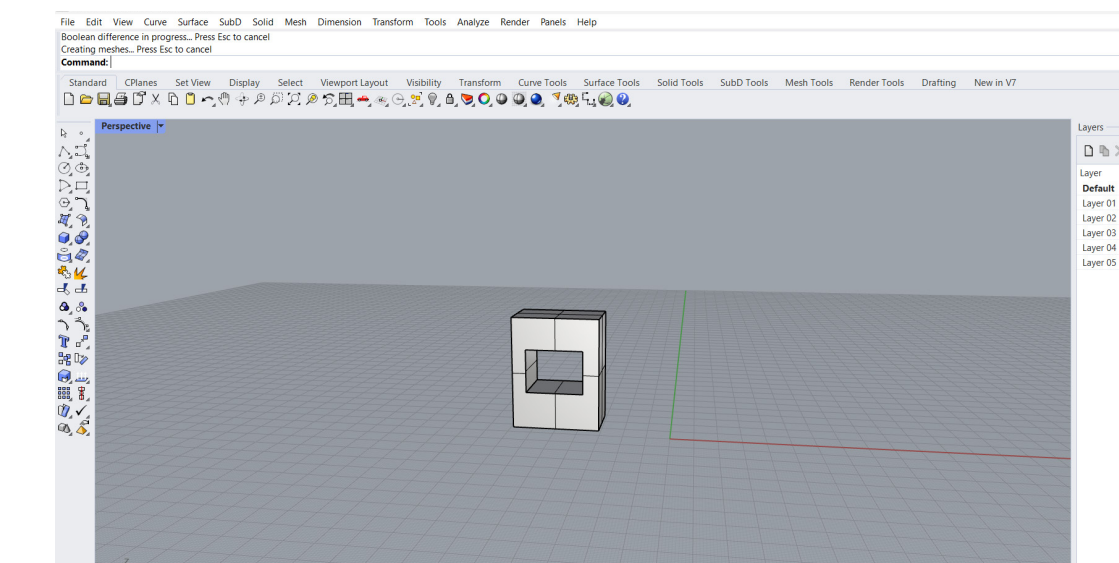 File Edit View Curve Surface SubD Solid Mesh Dimension Transform Tools Analyze Render Panels Help
Boolean difference in progress... Press Esc to cancel
Creating meshes... Press Esc to cancel
Command:
Standard CPlanes Set View Display Select Viewport Layout Visibility Transform Curve Tools Surface Tools Solid Tools SubD Tools Mesh Tools Render Tools Drafting New in V7
Perspective
Layers
Layer
Default
Layer 01
Layer 02
Layer 03
Layer 04
Layer 05
z